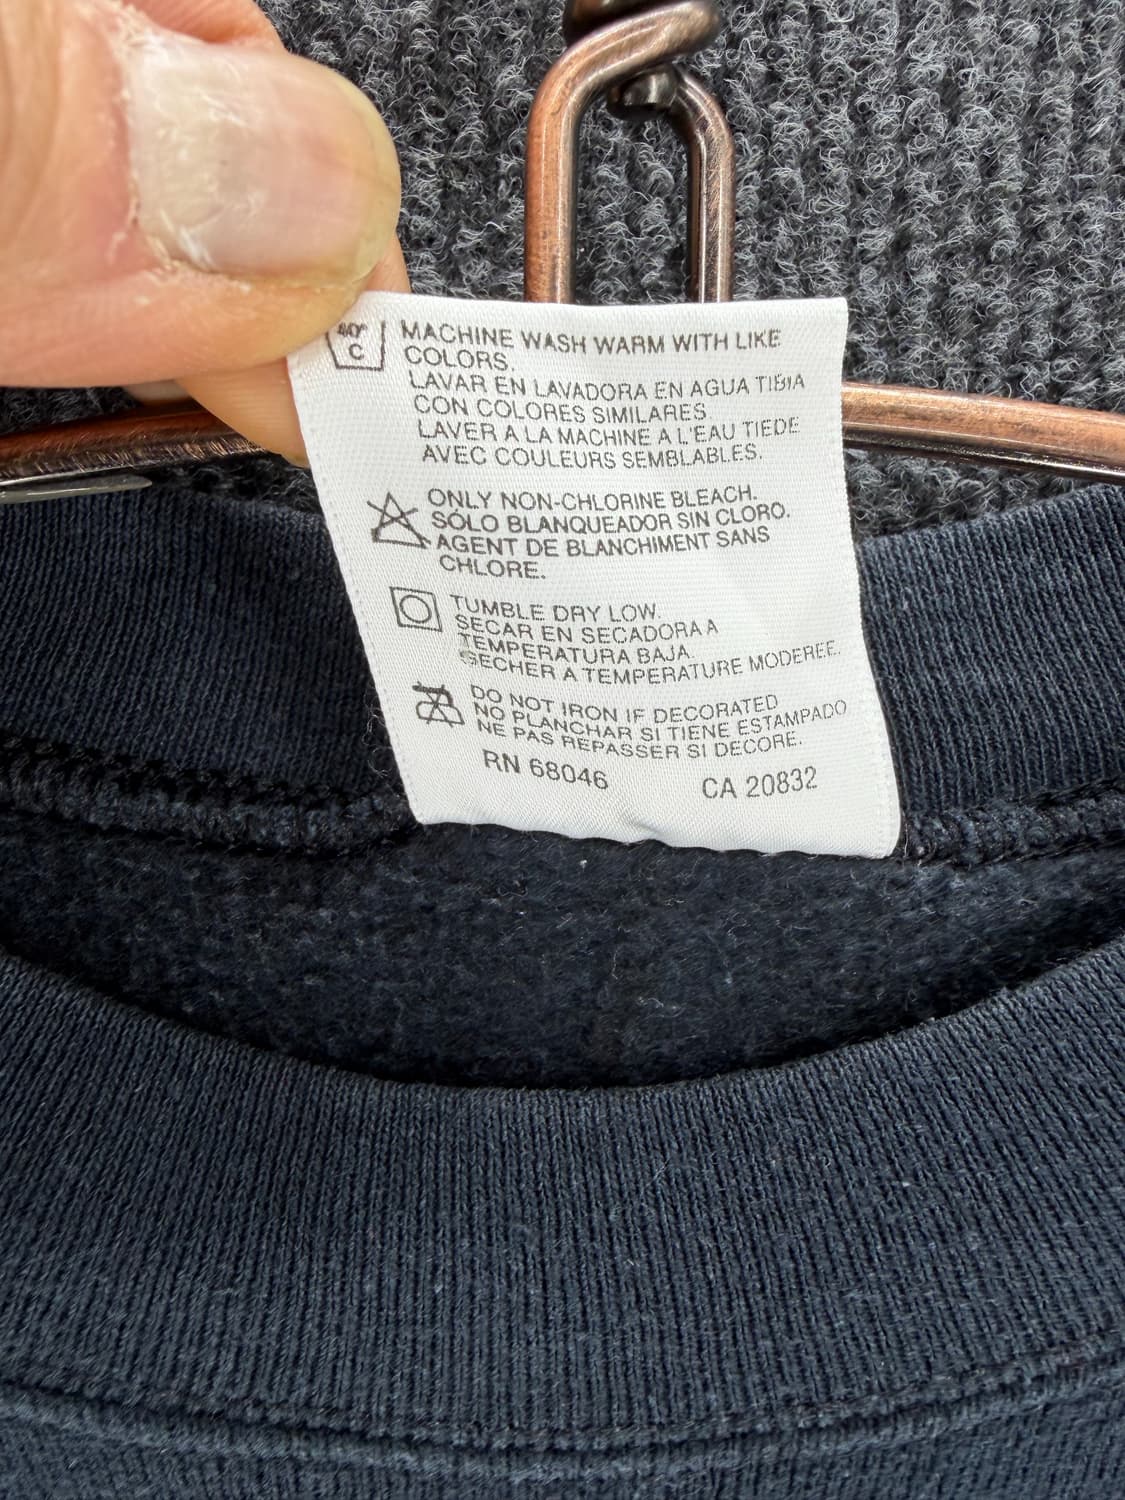 40°
C
MACHINE WASH WARM WITH LIKE
COLORS.
LAVAR EN LAVADORA EN AGUA TIBIA
CON COLORES SIMILARES
LAVER A LA MACHINE A L'EAU TIEDE
AVEC COULEURS SEMBLABLES.
ONLY NON-CHLORINE BLEACH.
SÓLO BLANQUEADOR SIN CLORO.
AGENT DE BLANCHIMENT SANS
CHLORE.
TUMBLE DRY LOW.
SECAR EN SECADORA A
TEMPERATURA BAJA.
SECHER A TEMPERATURE MODEREE.
DO NOT IRON IF DECORATED
NO PLANCHAR SI TIENE ESTAMPADO
NE PAS REPASSER SI DECORE.
RN 68046 CA 20832